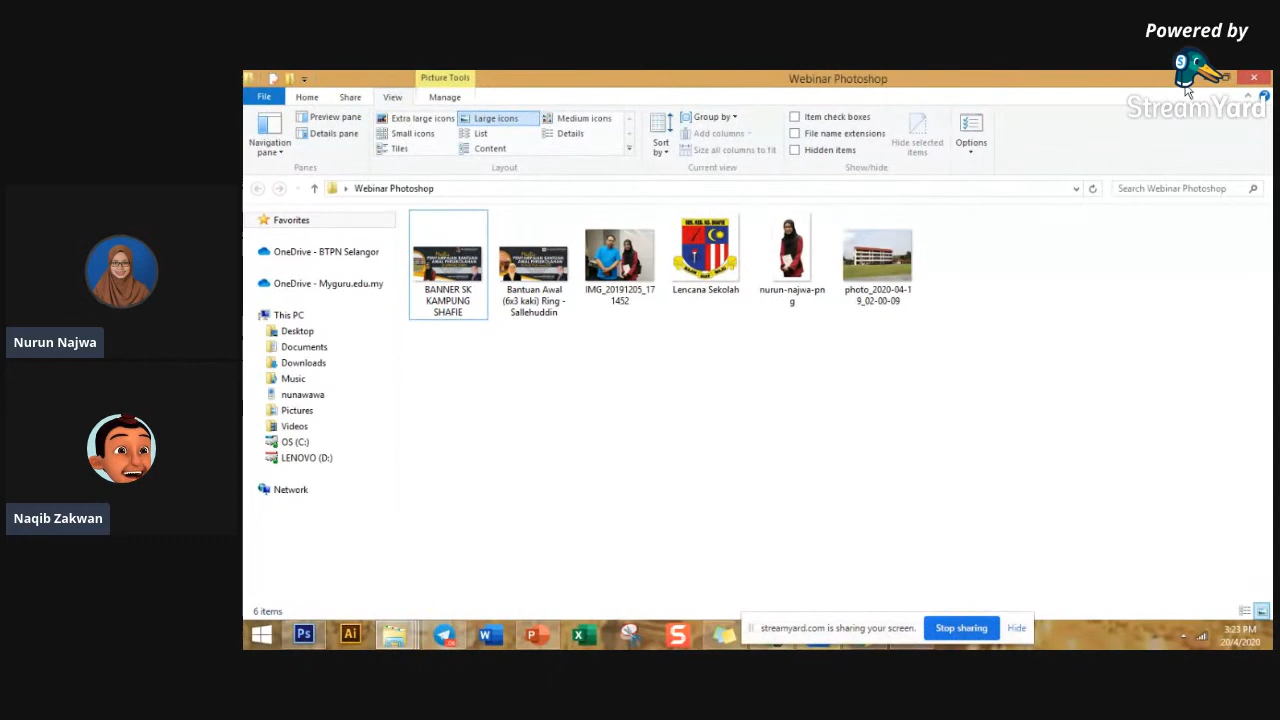 Powered by
StreamYard
Picture Tools
Webinar Photoshop
File
Home
Share
View
Manage
Navigation pane
Preview pane
Details pane
Panes
Extra large icons
Large icons
Medium icons
Small icons
List
Details
Tiles
Content
Layout
Sort by
Group by
Add columns
Size all columns to fit
Current view
Item check boxes
File name extensions
Hidden items
Hide selected items
Show/hide
Options
Webinar Photoshop
Search Webinar Photoshop
Favorites
OneDrive - BTPN Selangor
OneDrive - Myguru.edu.my
This PC
Desktop
Documents
Downloads
Music
nunawawa
Pictures
Videos
OS (C:)
LENOVO (D:)
Network
BANNER SK
KAMPUNG
SHAFIE
Bantuan Awal
(6x3 kaki) Ring -
Sallehuddin
IMG_20191205_17
1452
Lencana Sekolah
nurun-najwa-pn
g
photo_2020-04-1
9_02-00-09
Nurun Najwa
Naqib Zakwan
6 items
Ps
Ai
streamyard.com is sharing your screen.
Stop sharing
Hide
3:23 PM
20/4/2020